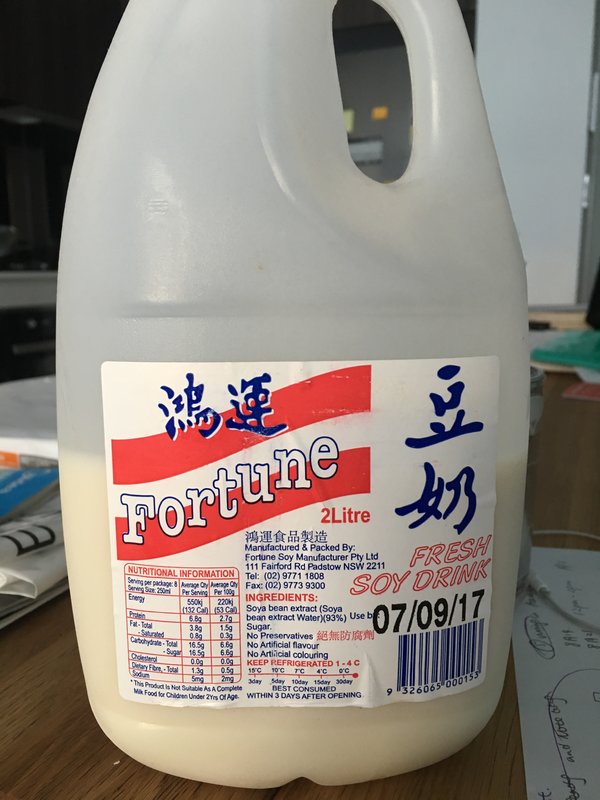 鴻運
豆奶
Fortune
2Litre
FRESH
SOY DRINK
鴻運食品製造
Manufactured & Packed By:
Fortune Soy Manufacturer Pty Ltd
111 Fairford Rd Padstow NSW 2211
Tel: (02) 9771 1808
Fax: (02) 9773 9300
INGREDIENTS:
Soya bean extract (Soya
bean extract Water)(93%)
Sugar.
No Preservatives 絕無防腐劑
No Artificial flavour
No Artificial colouring
Use by
07/09/17
KEEP REFRIGERATED 1 - 4 C
15°C 10°C 7°C 4°C 0°C
3day 5day 10day 15day 30day
BEST CONSUMED
WITHIN 3 DAYS AFTER OPENING
NUTRITIONAL INFORMATION
Serving per package: 8 Average Qty Average Qty
Serving Size: 250ml Per Serving Per 100g
Energy 550kj 220kj
(132 Cal) (53 Cal)
Protein 6.8g 2.7g
Fat - Total 3.8g 1.5g
- Saturated 0.8g 0.3g
Carbohydrate - Total 16.5g 6.6g
- Sugar 16.5g 6.6g
Cholesterol 0.0g 0.0g
Dietary Fibre, - Total 1.3g 0.5g
Sodium 5mg 2mg
* This Product Is Not Suitable As A Complete
Milk Food for Children Under 2Yrs Of Age.
9 326065 000153